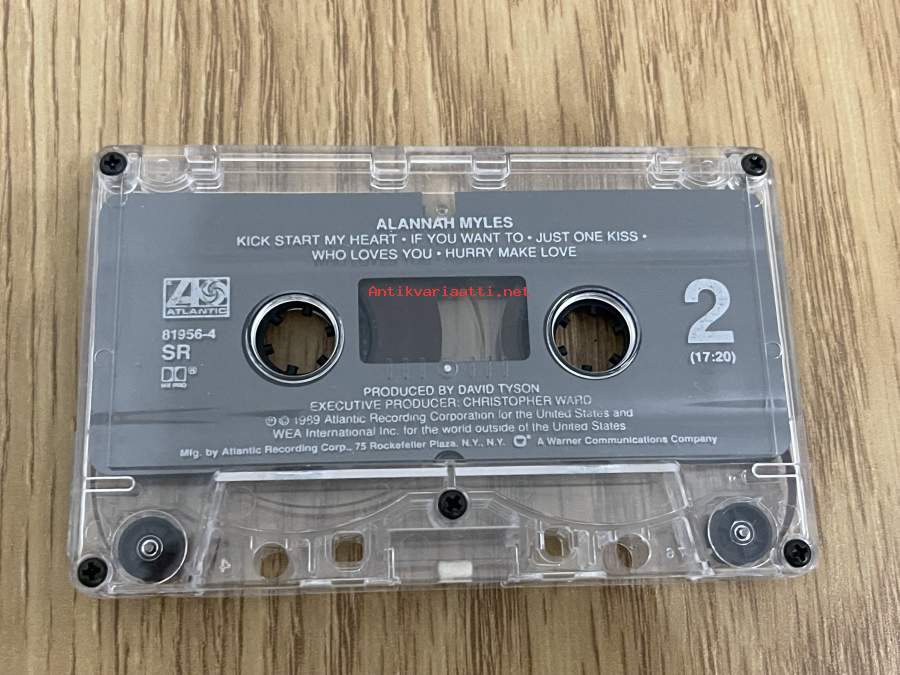 ALANNAH MYLES
KICK START MY HEART • IF YOU WANT TO • JUST ONE KISS •
WHO LOVES YOU • HURRY MAKE LOVE
Antikvariaatti.net
ATLANTIC
81956-4
SR
HX PRO
2
(17:20)
PRODUCED BY DAVID TYSON
EXECUTIVE PRODUCER: CHRISTOPHER WARD
℗ © 1989 Atlantic Recording Corporation for the United States and
WEA International Inc. for the world outside of the United States
Mfg. by Atlantic Recording Corp., 75 Rockefeller Plaza, N.Y., N.Y. ® A Warner Communications Company
4